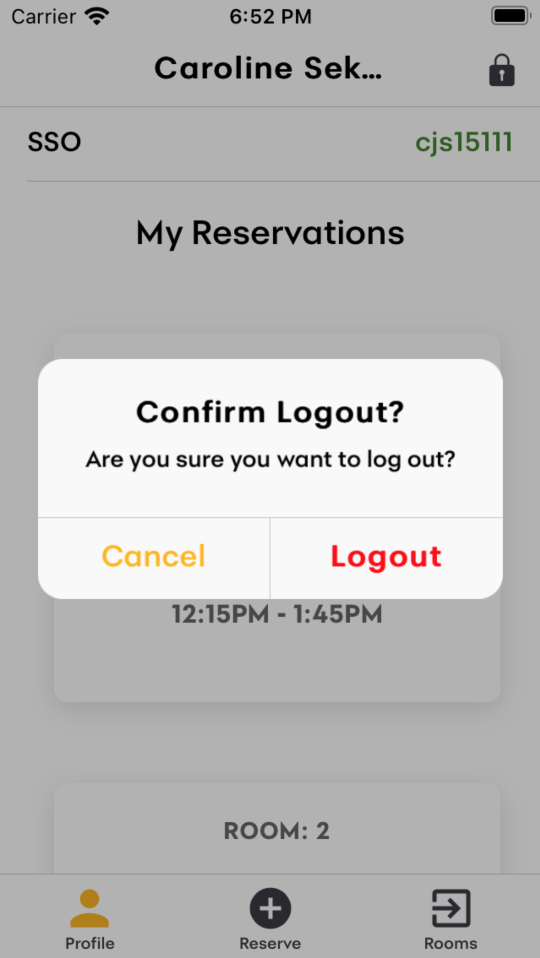 Carrier 6:52 PM
Caroline Sek...
SSO cjs15111
My Reservations
Confirm Logout?
Are you sure you want to log out?
Cancel Logout
12:15PM - 1:45PM
ROOM: 2
Profile Reserve Rooms